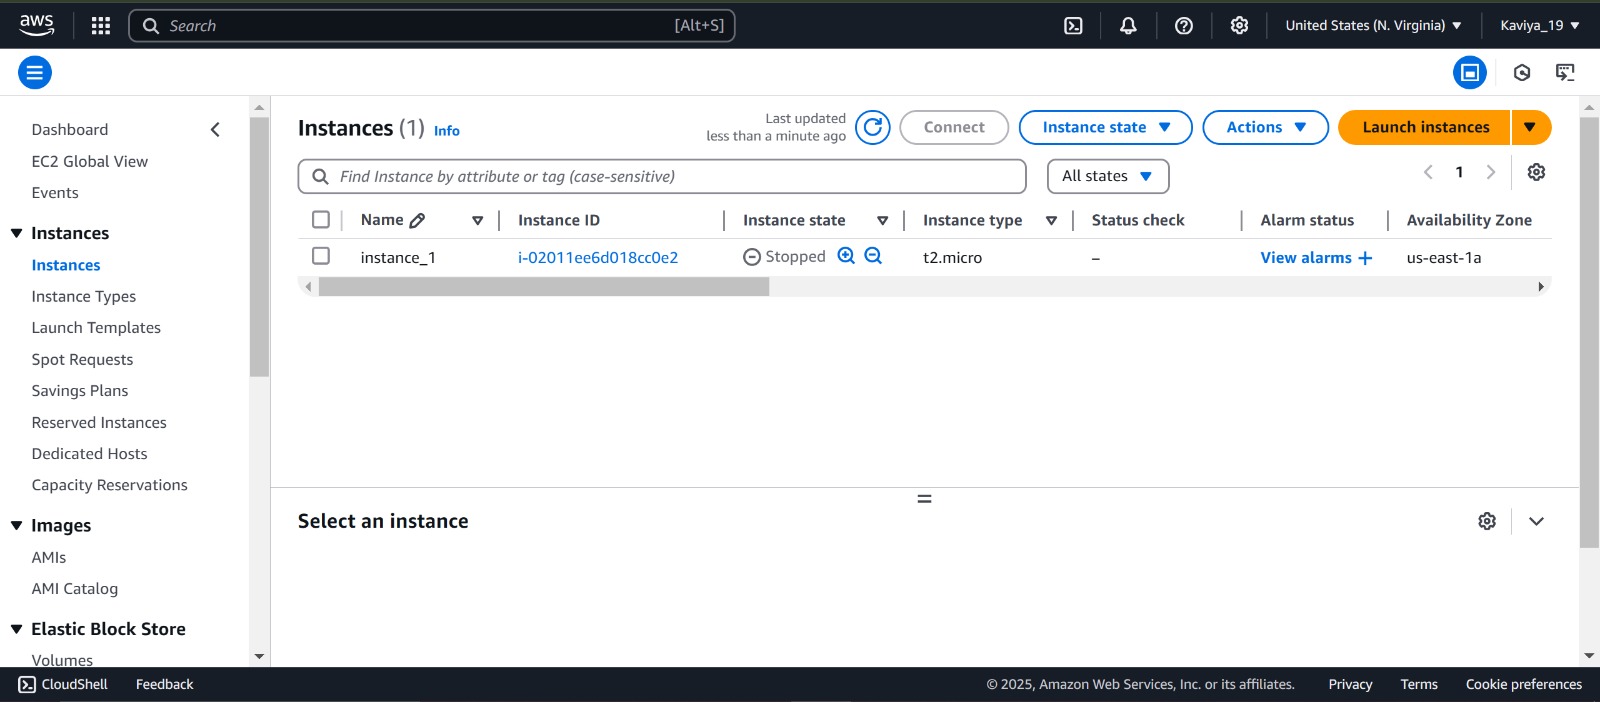 aws
Search [Alt+S]
United States (N. Virginia)
Kaviya_19
Dashboard
EC2 Global View
Events
Instances
Instances
Instance Types
Launch Templates
Spot Requests
Savings Plans
Reserved Instances
Dedicated Hosts
Capacity Reservations
Images
AMIs
AMI Catalog
Elastic Block Store
Volumes
Instances (1) Info
Last updated
less than a minute ago
Connect
Instance state
Actions
Launch instances
Find Instance by attribute or tag (case-sensitive)
All states
1
Name Instance ID Instance state Instance type Status check Alarm status Availability Zone
instance_1 i-02011ee6d018cc0e2 Stopped t2.micro – View alarms + us-east-1a
Select an instance
CloudShell Feedback © 2025, Amazon Web Services, Inc. or its affiliates. Privacy Terms Cookie preferences